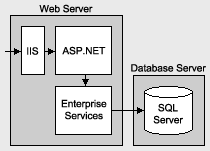 Web Server
IIS
ASP.NET
Database Server
Enterprise
Services
SQL
Server